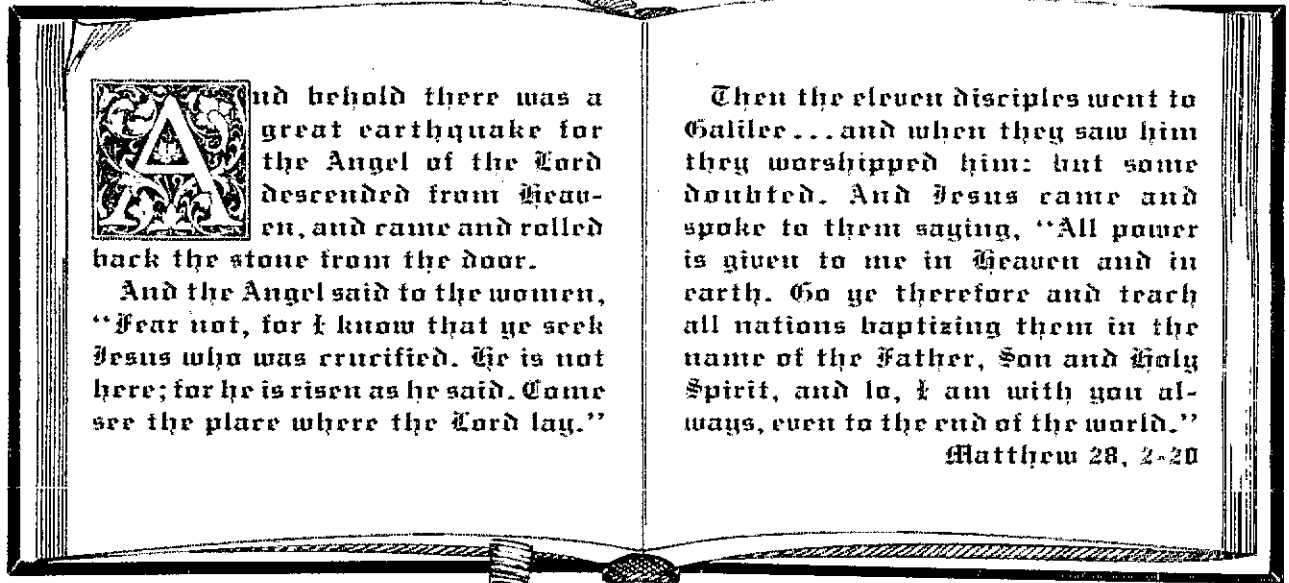 And behold there was a
great earthquake for
the Angel of the Lord
descended from Heav-
en, and came and rolled
back the stone from the door.
And the Angel said to the women,
“Fear not, for I know that ye seek
Jesus who was crucified. He is not
here; for he is risen as he said. Come
see the place where the Lord lay.”
Then the eleven disciples went to
Galilee...and when they saw him
they worshipped him: but some
doubted. And Jesus came and
spoke to them saying, “All power
is given to me in Heaven and in
earth. Go ye therefore and teach
all nations baptizing them in the
name of the Father, Son and Holy
Spirit, and lo, I am with you al-
ways, even to the end of the world.”
Matthew 28, 2-20